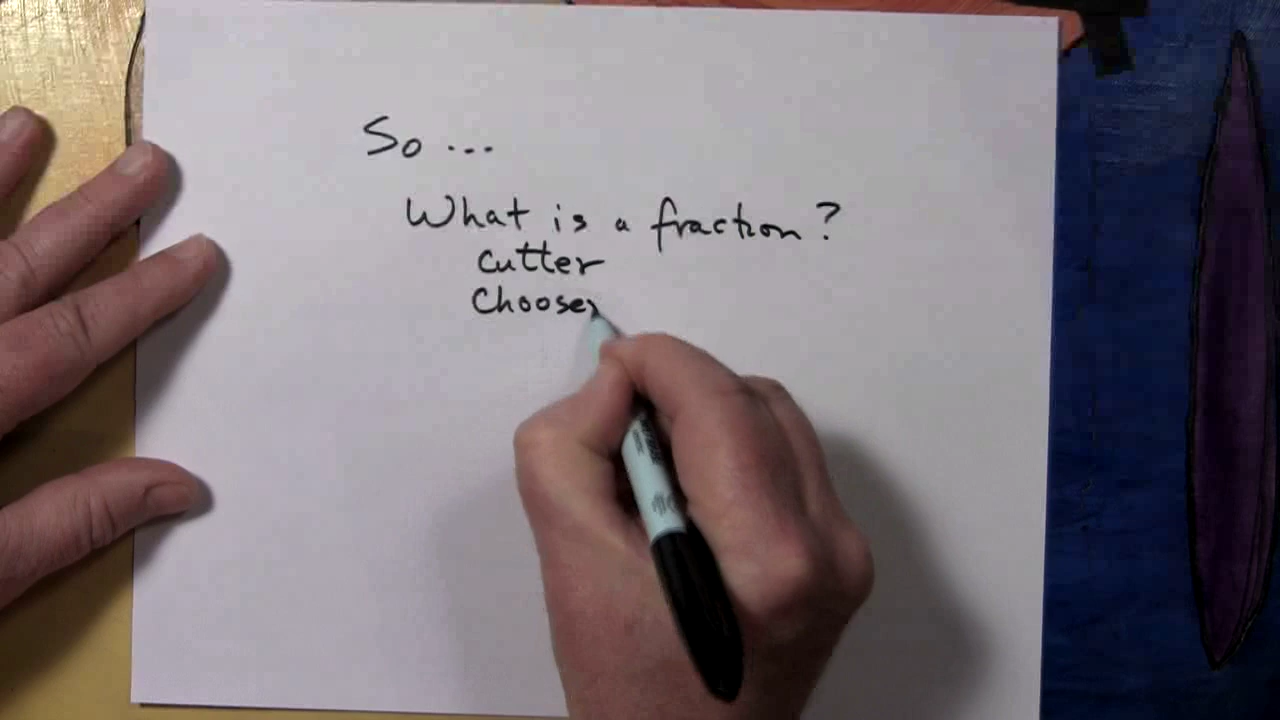 So ...
What is a fraction?
cutter
Chooser